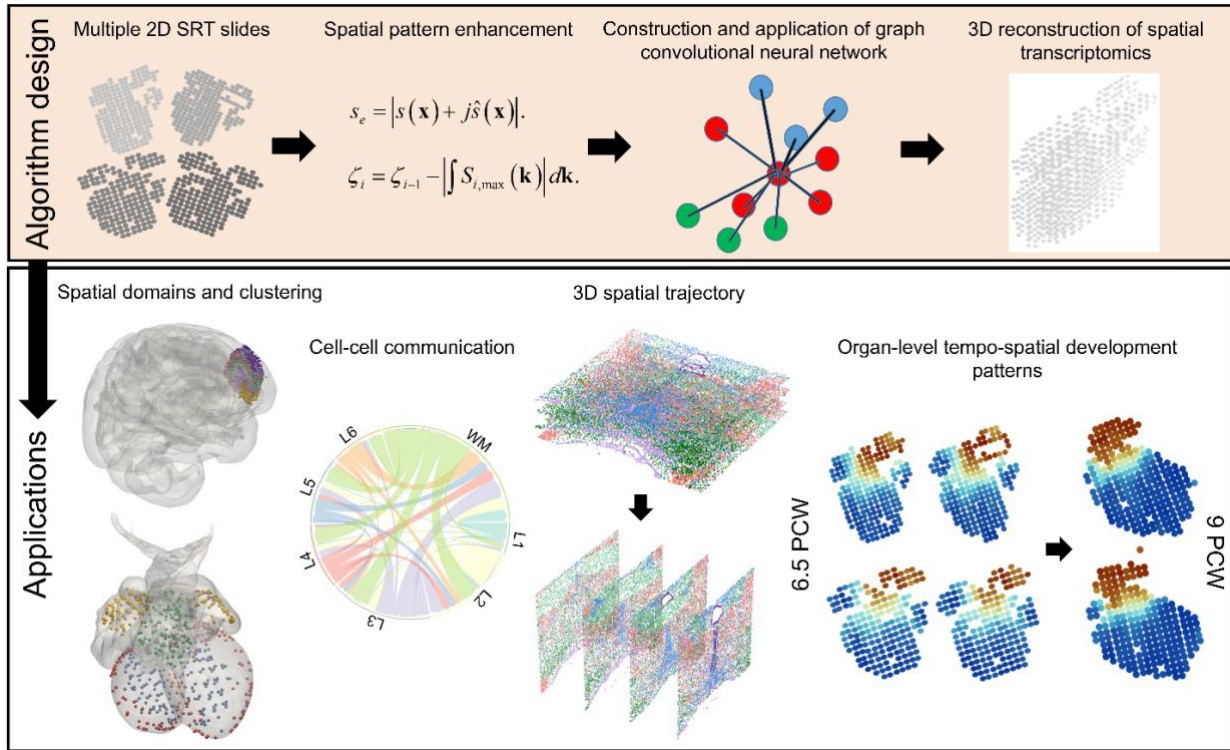 Algorithm design
Multiple 2D SRT slides
Spatial pattern enhancement
Construction and application of graph
convolutional neural network
3D reconstruction of spatial
transcriptomics
s_e = |s(𝐱) + jŝ(𝐱)|.
ζ_i = ζ_{i−1} − |∫ S_{i,max}(𝐤)| d𝐤.
Applications
Spatial domains and clustering
Cell-cell communication
3D spatial trajectory
Organ-level tempo-spatial development
patterns
L6
WM
L5
L1
L4
L2
L3
6.5 PCW
9 PCW